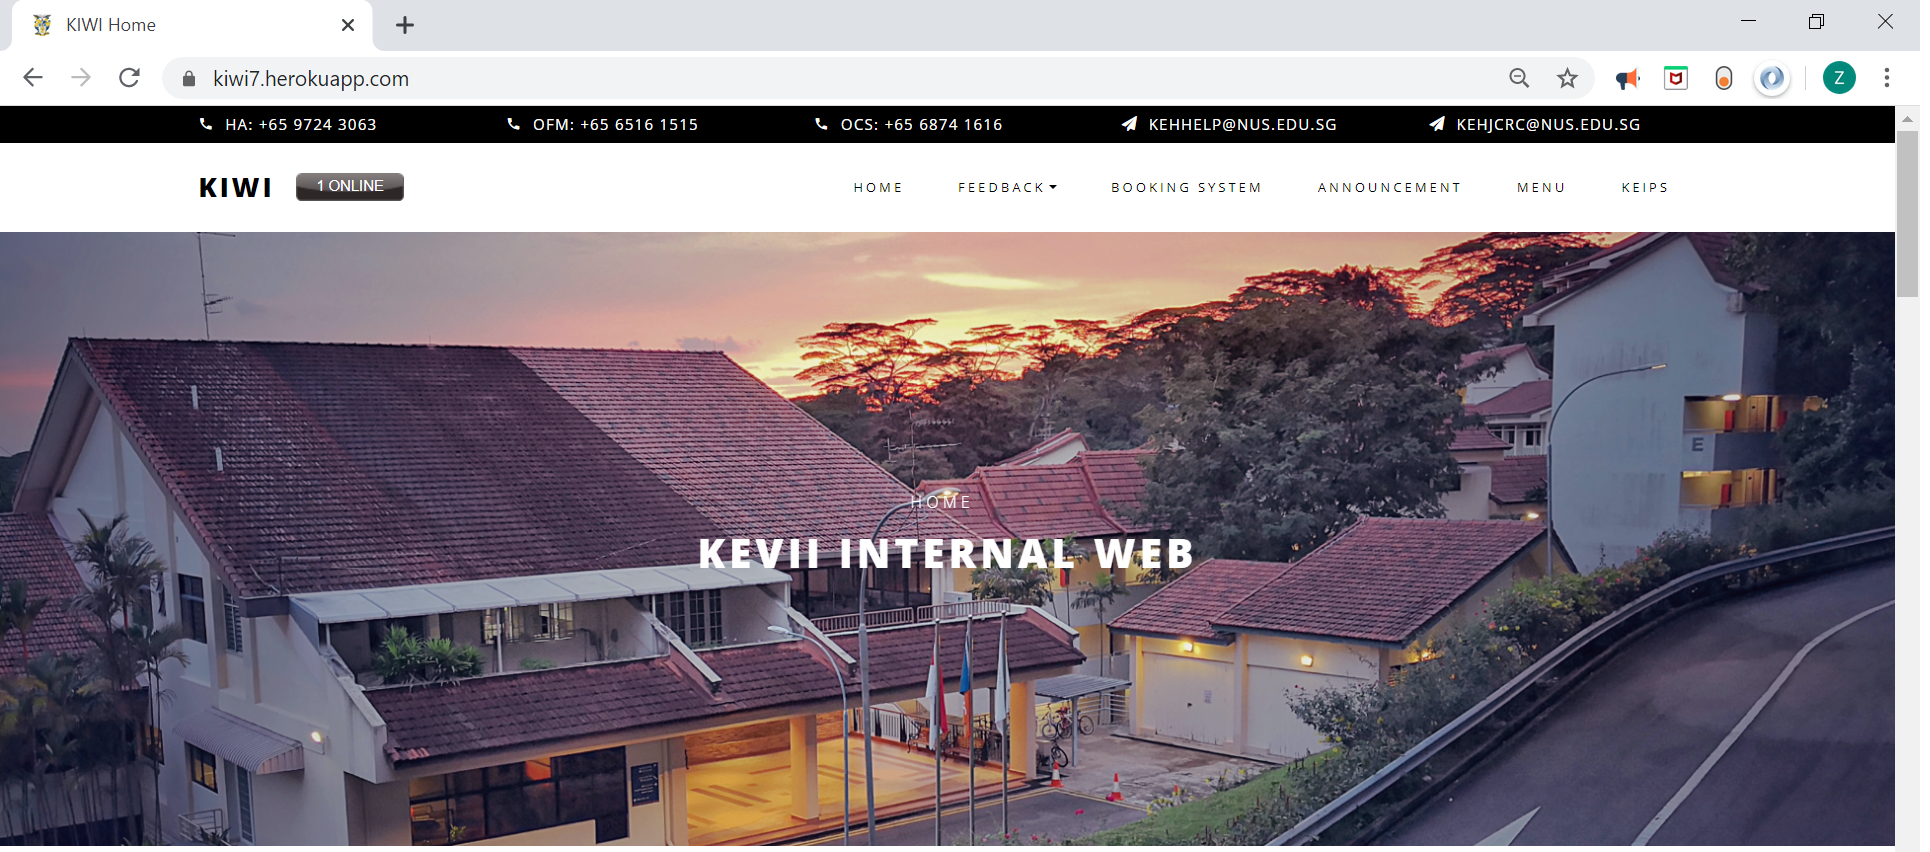 KIWI Home
kiwi7.herokuapp.com
Z
HA: +65 9724 3063
OFM: +65 6516 1515
OCS: +65 6874 1616
KEHHELP@NUS.EDU.SG
KEHJCRC@NUS.EDU.SG
KIWI
1 ONLINE
HOME
FEEDBACK
BOOKING SYSTEM
ANNOUNCEMENT
MENU
KEIPS
E
HOME
KEVII INTERNAL WEB